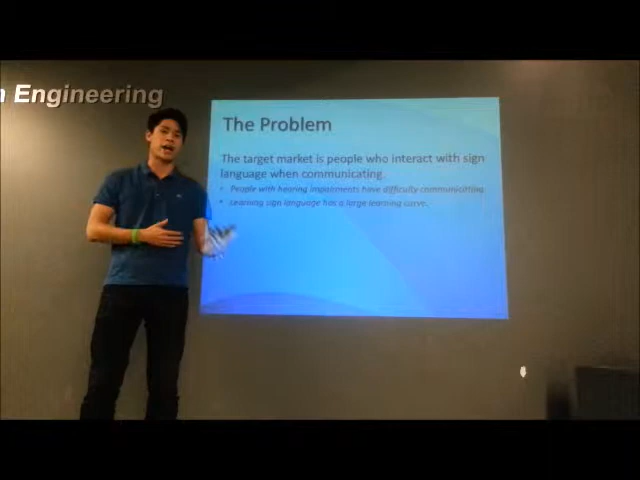 Engineering
The Problem
The target market is people who interact with sign
language when communicating.
• People with hearing impairments have difficulty communicating.
• Learning sign language has a large learning curve.